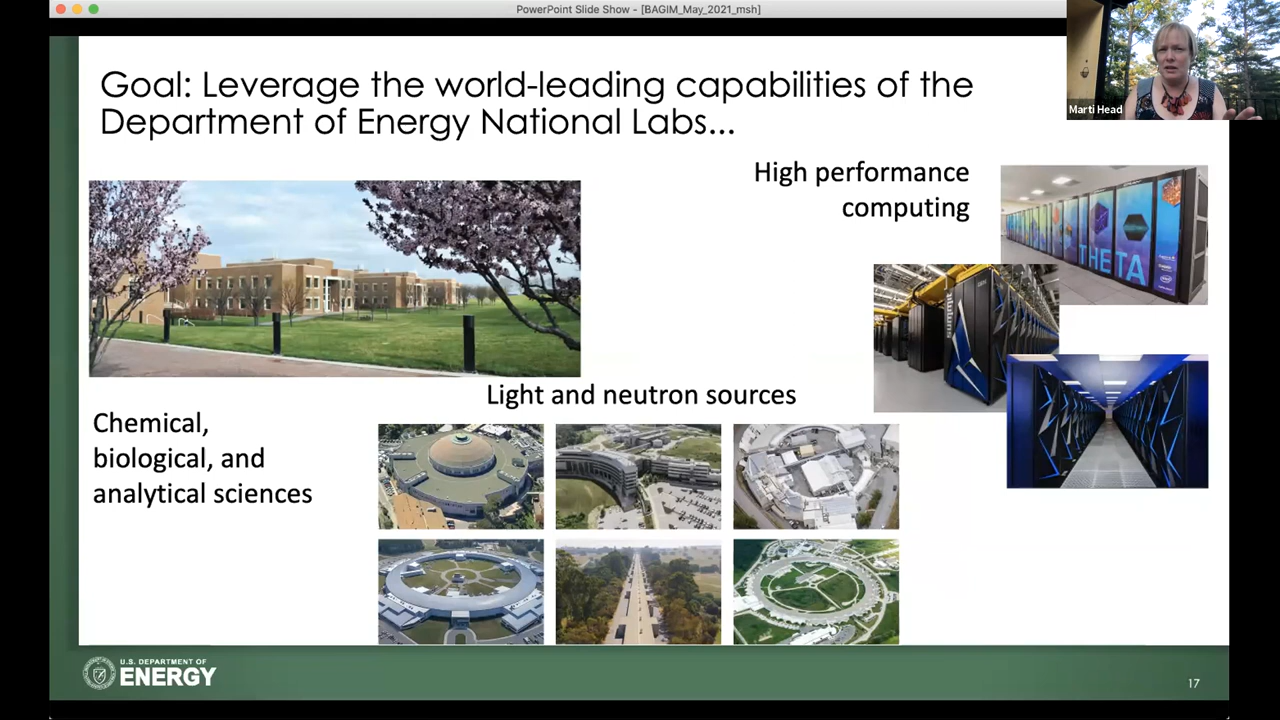 PowerPoint Slide Show - [BAGIM_May_2021_msh]
Marti Head
Goal: Leverage the world-leading capabilities of the
Department of Energy National Labs...
High performance
computing
THETA
summit
Light and neutron sources
Chemical,
biological, and
analytical sciences
U.S. DEPARTMENT OF
ENERGY
17